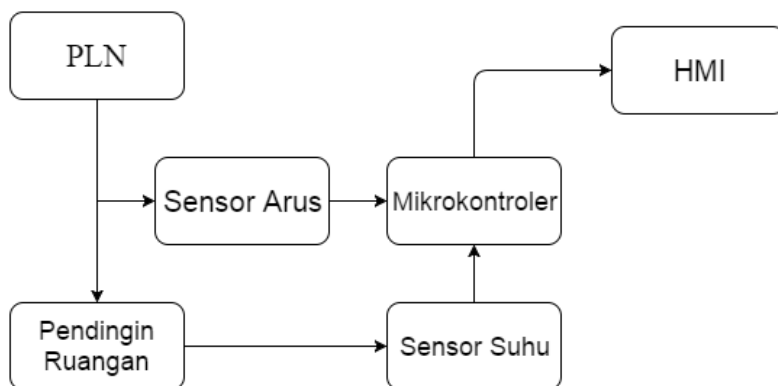 PLN
HMI
Sensor Arus
Mikrokontroler
Pendingin
Ruangan
Sensor Suhu